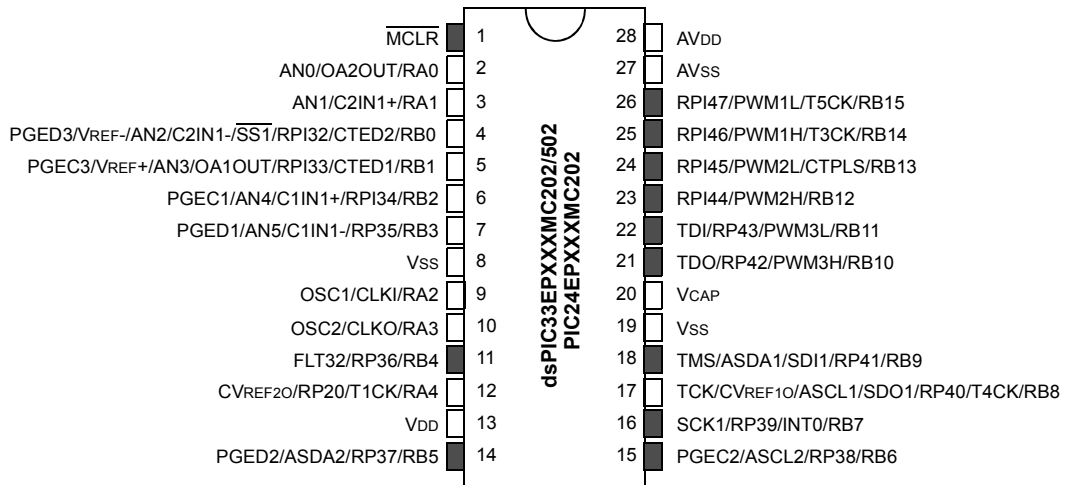 MCLR 1 28 AVDD
AN0/OA2OUT/RA0 2 27 AVSS
AN1/C2IN1+/RA1 3 26 RPI47/PWM1L/T5CK/RB15
PGED3/VREF-/AN2/C2IN1-/SS1/RPI32/CTED2/RB0 4 25 RPI46/PWM1H/T3CK/RB14
PGEC3/VREF+/AN3/OA1OUT/RPI33/CTED1/RB1 5 24 RPI45/PWM2L/CTPLS/RB13
PGEC1/AN4/C1IN1+/RPI34/RB2 6 23 RPI44/PWM2H/RB12
PGED1/AN5/C1IN1-/RP35/RB3 7 22 TDI/RP43/PWM3L/RB11
VSS 8 21 TDO/RP42/PWM3H/RB10
OSC1/CLKI/RA2 9 20 VCAP
OSC2/CLKO/RA3 10 19 VSS
FLT32/RP36/RB4 11 18 TMS/ASDA1/SDI1/RP41/RB9
CVREF2O/RP20/T1CK/RA4 12 17 TCK/CVREF1O/ASCL1/SDO1/RP40/T4CK/RB8
VDD 13 16 SCK1/RP39/INT0/RB7
PGED2/ASDA2/RP37/RB5 14 15 PGEC2/ASCL2/RP38/RB6
dsPIC33EPXXXMC202/502
PIC24EPXXXMC202